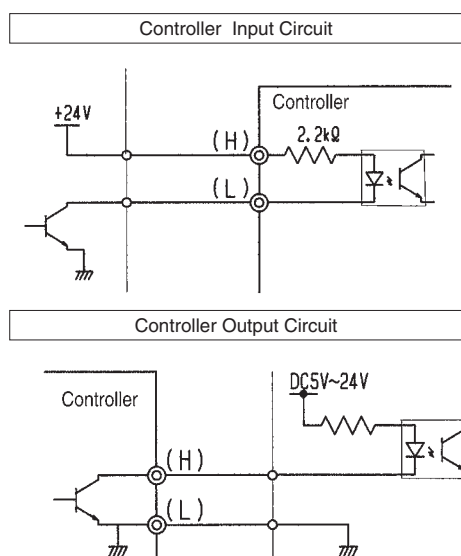 Controller Input Circuit
Controller
+24V
(H)
2.2kΩ
(L)
Controller Output Circuit
DC5V~24V
Controller
(H)
(L)